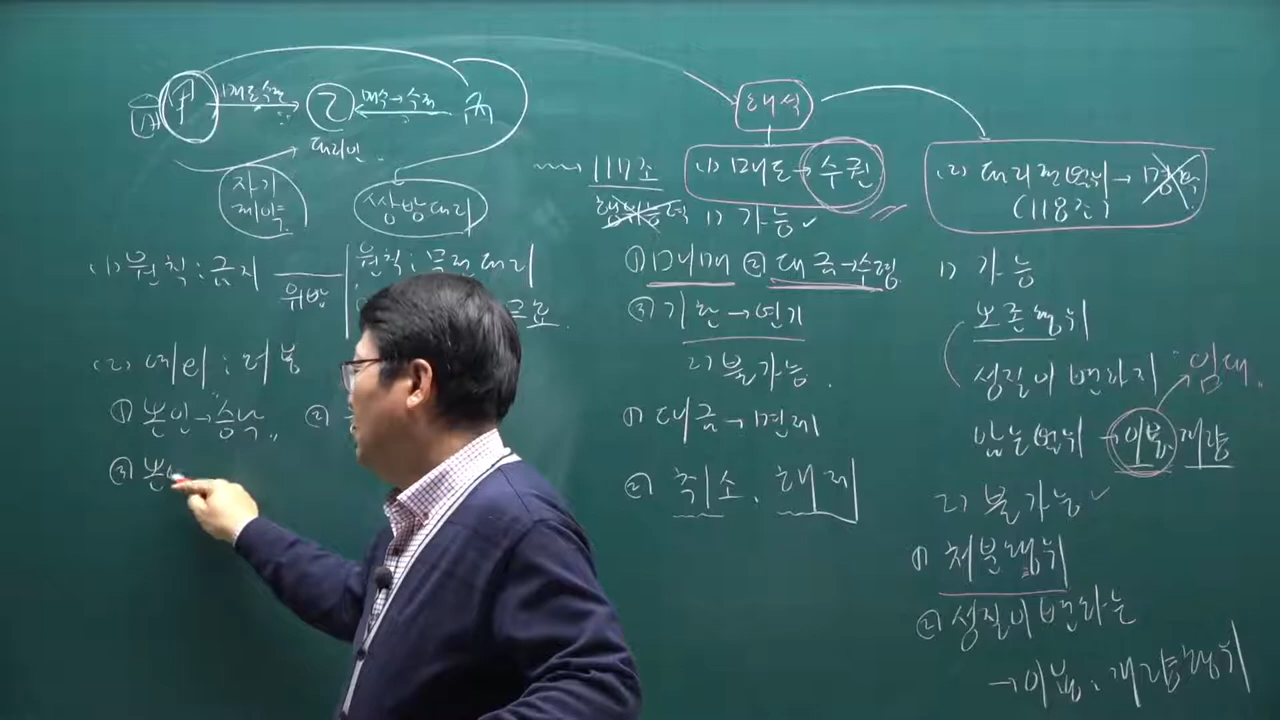 甲 매도수권 乙 매수→수권 丙
대리인.
자기계약
쌍방대리
(1) 원칙:금지
위반
원칙:무권대리
(2) 예외:허용
① 본인→승낙
②
③ 본
해석
~~→ 117조
(1) 매도→수권
1) 가능✓
① 매매 ② 대금→수령
③ 기한→연기
2) 불가능.
① 대금→면제
② 취소, 해제
(2) 대리권범위→
(118조)
1) 가능
보존행위
성질이 변하지
않는 범위→이용 개량
임대
2) 불가능✓
① 처분행위
② 성질이 변하는
→이용, 개량행위